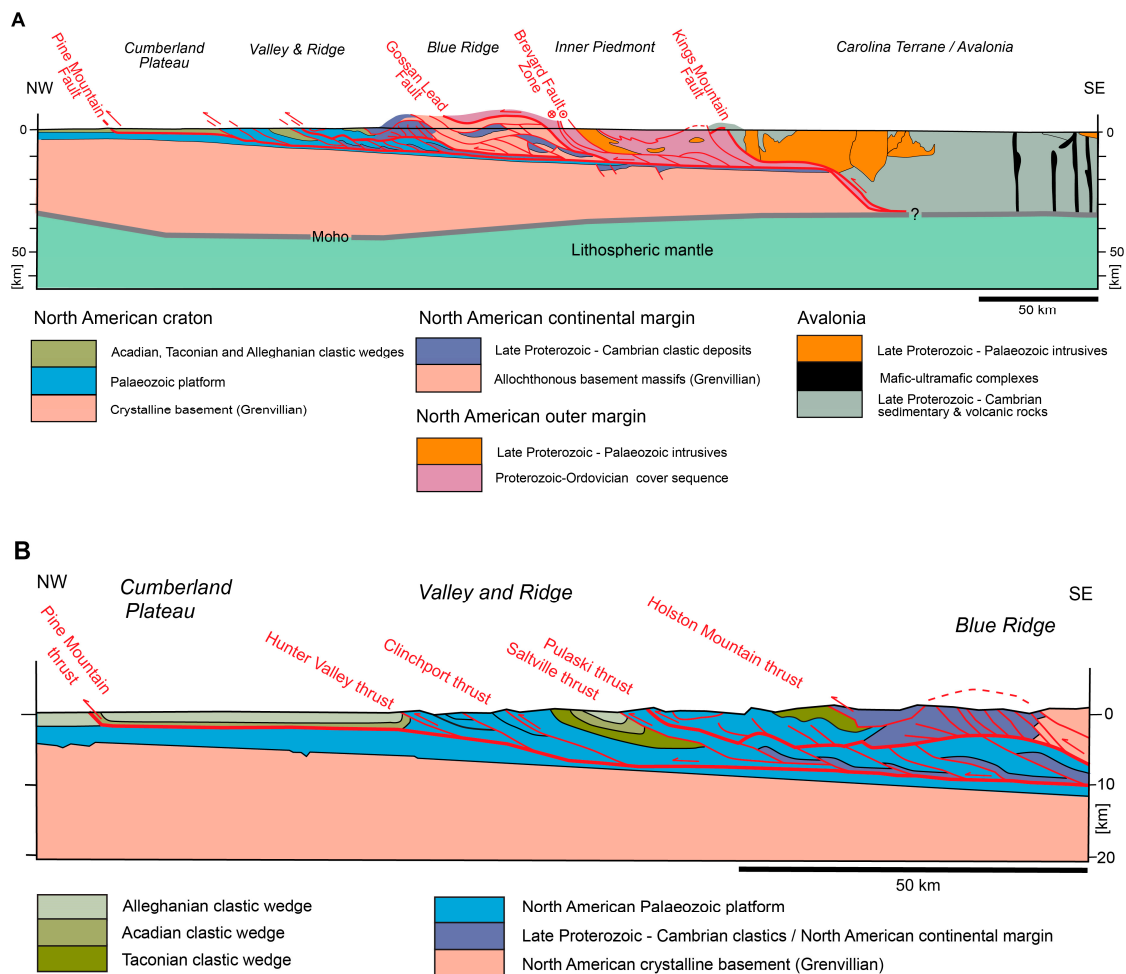 A
Pine Mountain
Fault
Cumberland
Plateau
Valley & Ridge
Gossan Lead
Fault
Blue Ridge
Brevard Fault
Zone
Inner Piedmont
Kings Mountain
Fault
Carolina Terrane / Avalonia
NW
SE
0
0
?
Moho
Lithospheric mantle
50
50
[km]
[km]
50 km
North American craton
Acadian, Taconian and Alleghanian clastic wedges
Palaeozoic platform
Crystalline basement (Grenvillian)
North American continental margin
Late Proterozoic - Cambrian clastic deposits
Allochthonous basement massifs (Grenvillian)
North American outer margin
Late Proterozoic - Palaeozoic intrusives
Proterozoic-Ordovician cover sequence
Avalonia
Late Proterozoic - Palaeozoic intrusives
Mafic-ultramafic complexes
Late Proterozoic - Cambrian
sedimentary & volcanic rocks
B
NW
SE
Cumberland
Plateau
Valley and Ridge
Blue Ridge
Pine Mountain
thrust
Hunter Valley thrust
Clinchport thrust
Pulaski thrust
Saltville thrust
Holston Mountain thrust
0
10
[km]
20
50 km
Alleghanian clastic wedge
Acadian clastic wedge
Taconian clastic wedge
North American Palaeozoic platform
Late Proterozoic - Cambrian clastics / North American continental margin
North American crystalline basement (Grenvillian)